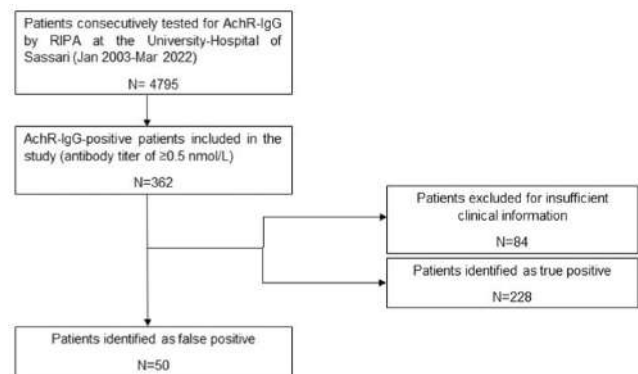 Patients consecutively tested for AchR-IgG
by RIPA at the University-Hospital of
Sassari (Jan 2003-Mar 2022)
N= 4795
AchR-IgG-positive patients included in the
study (antibody titer of ≥0.5 nmol/L)
N=362
Patients excluded for insufficient
clinical information
N=84
Patients identified as true positive
N=228
Patients identified as false positive
N=50